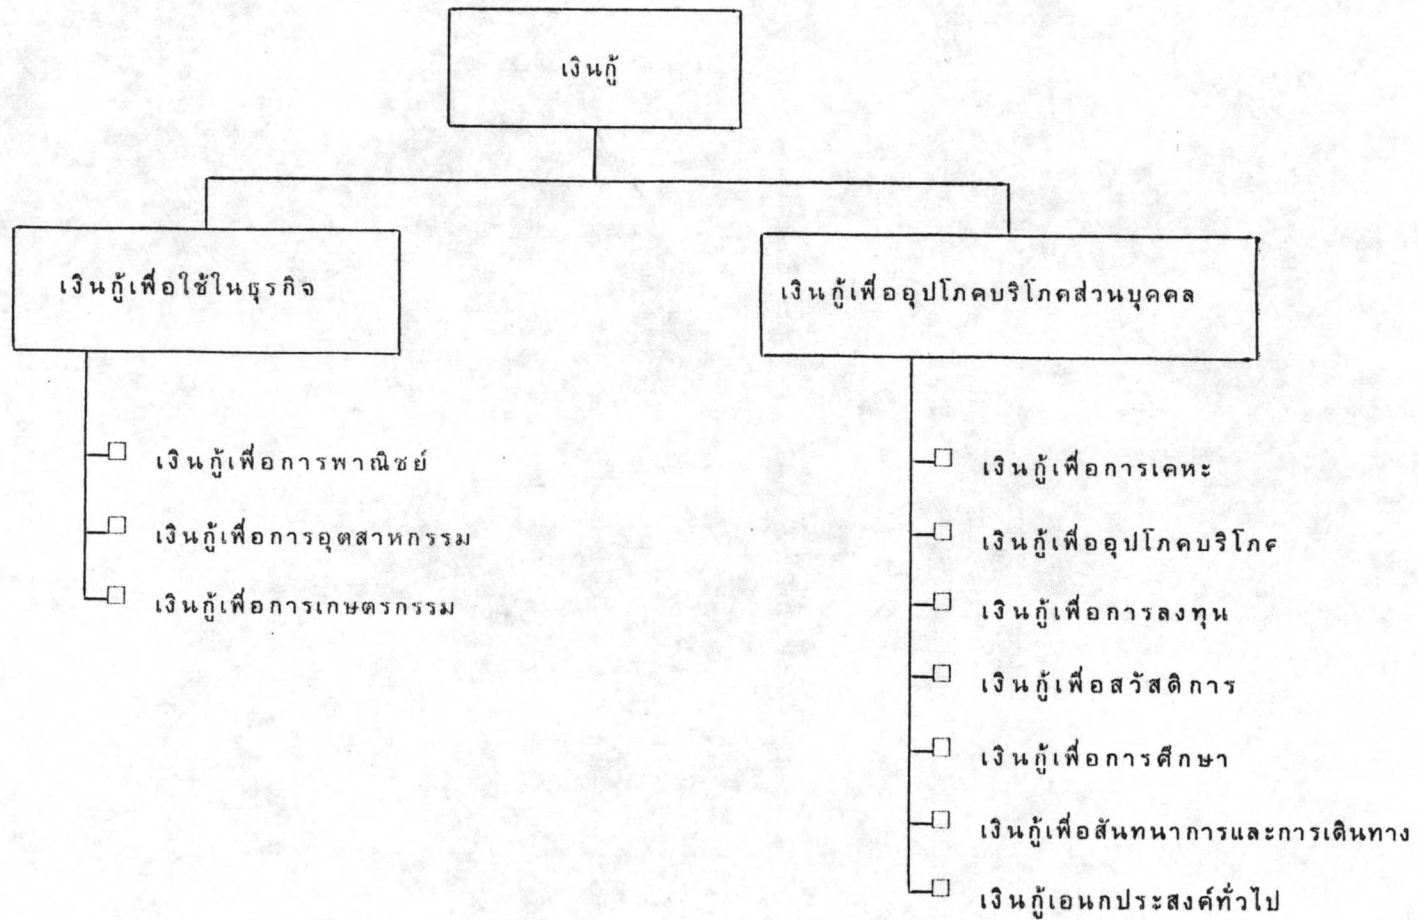 เงินกู้
เงินกู้เพื่อใช้ในธุรกิจ
เงินกู้เพื่อการพาณิชย์
เงินกู้เพื่อการอุตสาหกรรม
เงินกู้เพื่อการเกษตรกรรม
เงินกู้เพื่ออุปโภคบริโภคส่วนบุคคล
เงินกู้เพื่อการเคหะ
เงินกู้เพื่ออุปโภคบริโภค
เงินกู้เพื่อการลงทุน
เงินกู้เพื่อสวัสดิการ
เงินกู้เพื่อการศึกษา
เงินกู้เพื่อสันทนาการและการเดินทาง
เงินกู้เอนกประสงค์ทั่วไป